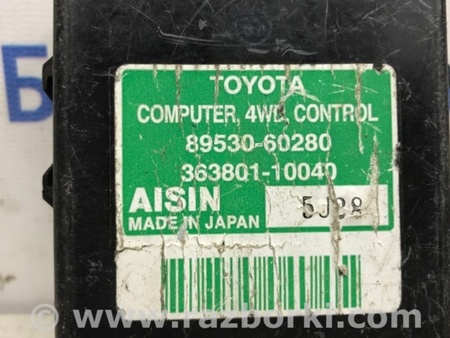 Б
TOYOTA
COMPUTER, 4WD, CONTROL
89530-60280
363801-10040
AISIN 5J28
MADE IN JAPAN
www.razborki.com